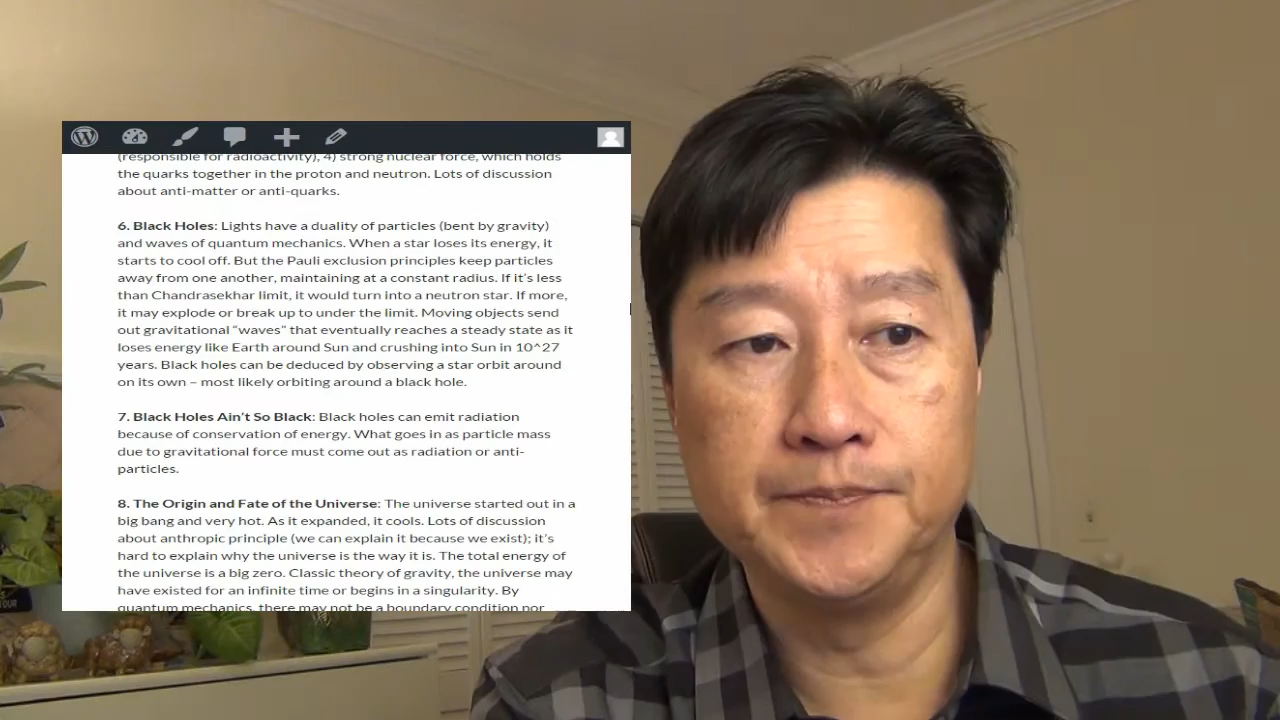 (responsible for radioactivity), 4) strong nuclear force, which holds
the quarks together in the proton and neutron. Lots of discussion
about anti-matter or anti-quarks.
6. Black Holes: Lights have a duality of particles (bent by gravity)
and waves of quantum mechanics. When a star loses its energy, it
starts to cool off. But the Pauli exclusion principles keep particles
away from one another, maintaining at a constant radius. If it's less
than Chandrasekhar limit, it would turn into a neutron star. If more,
it may explode or break up to under the limit. Moving objects send
out gravitational “waves” that eventually reaches a steady state as it
loses energy like Earth around Sun and crushing into Sun in 10^27
years. Black holes can be deduced by observing a star orbit around
on its own – most likely orbiting around a black hole.
7. Black Holes Ain't So Black: Black holes can emit radiation
because of conservation of energy. What goes in as particle mass
due to gravitational force must come out as radiation or anti-
particles.
8. The Origin and Fate of the Universe: The universe started out in a
big bang and very hot. As it expanded, it cools. Lots of discussion
about anthropic principle (we can explain it because we exist); it's
hard to explain why the universe is the way it is. The total energy of
the universe is a big zero. Classic theory of gravity, the universe may
have existed for an infinite time or begins in a singularity. By
quantum mechanics, there may not be a boundary condition nor